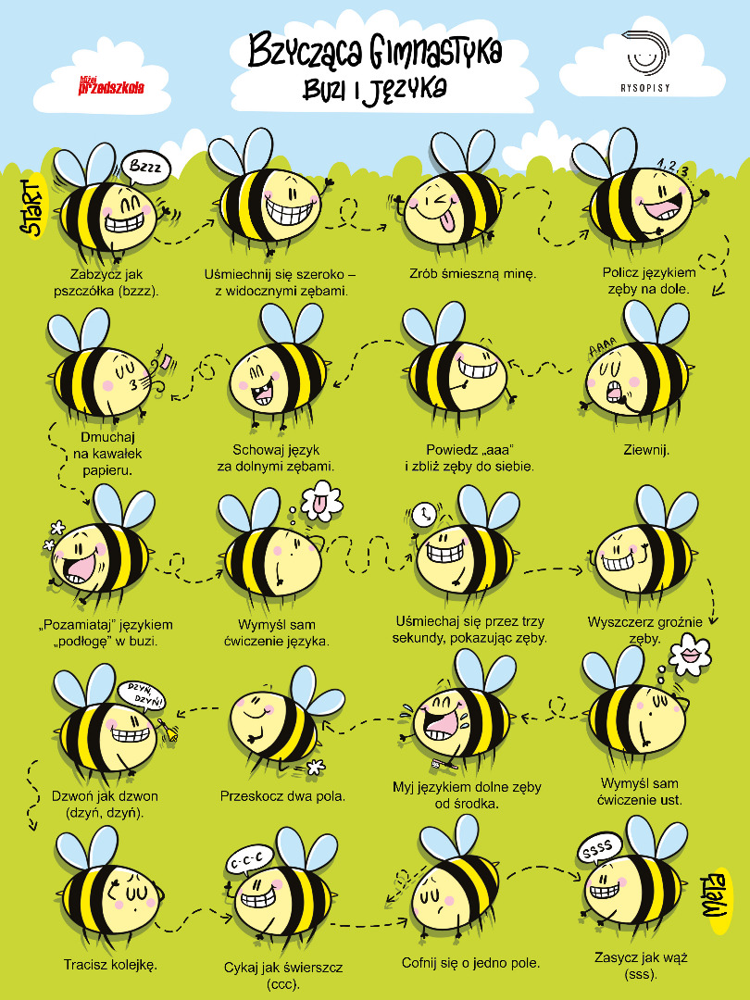 Bzycząca Gimnastyka
Buzi i Języka
bliżej
przedszkola
RYSOPISY
START
Bzzz
1,2,3...
Zabzycz jak
pszczółka (bzzz).
Uśmiechnij się szeroko –
z widocznymi zębami.
Zrób śmieszną minę.
Policz językiem
zęby na dole.
AAAA
Dmuchaj
na kawałek
papieru.
Schowaj język
za dolnymi zębami.
Powiedz „aaa”
i zbliż zęby do siebie.
Ziewnij.
„Pozamiataj” językiem
„podłogę” w buzi.
Wymyśl sam
ćwiczenie języka.
Uśmiechaj się przez trzy
sekundy, pokazując zęby.
Wyszczerz groźnie
zęby.
DZYŃ,
DZYŃ!
Dzwoń jak dzwon
(dzyń, dzyń).
Przeskocz dwa pola.
Myj językiem dolne zęby
od środka.
Wymyśl sam
ćwiczenie ust.
C-C-C
SSSS
META
Tracisz kolejkę.
Cykaj jak świerszcz
(ccc).
Cofnij się o jedno pole.
Zasycz jak wąż
(sss).